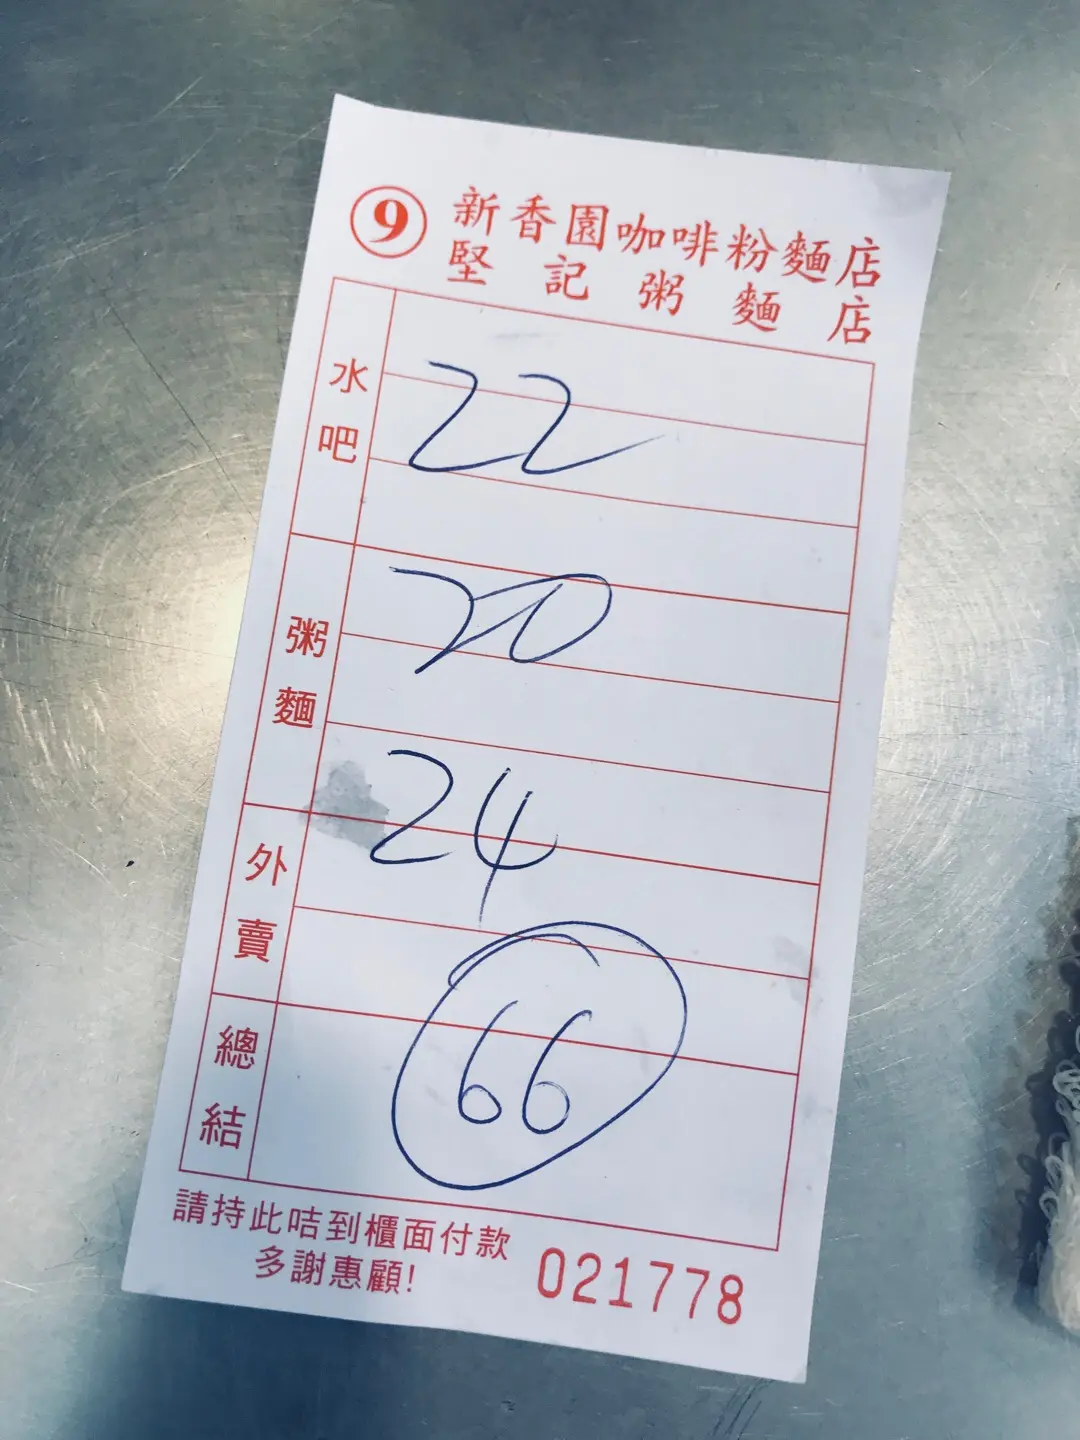 9 新香園咖啡粉麵店
堅記粥麵店
水吧
22
粥麵
20
24
外賣
總結
66
請持此咭到櫃面付款
多謝惠顧!
021778